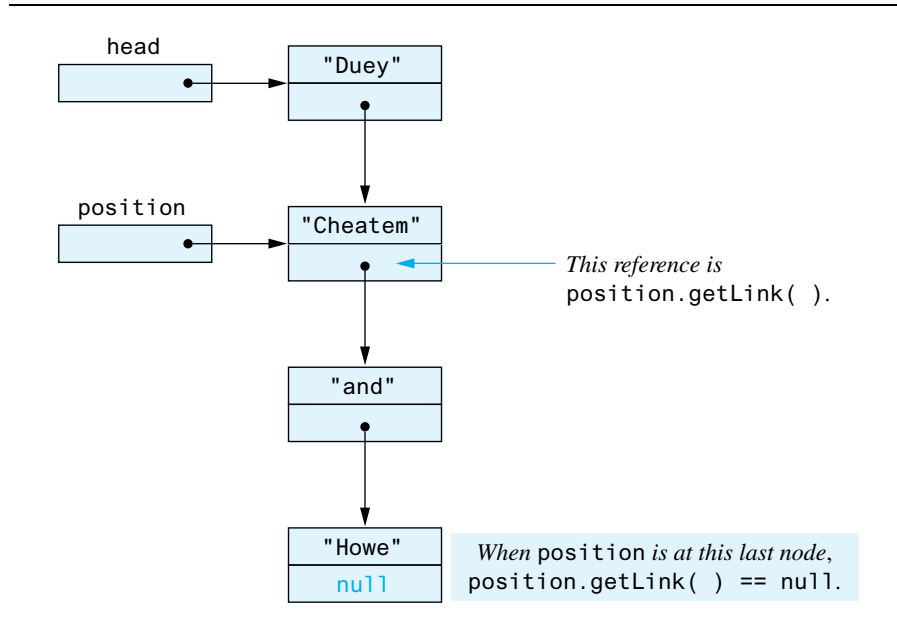 head
"Duey"
position
"Cheatem"
This reference is
position.getLink( ).
"and"
"Howe"
null
When position is at this last node,
position.getLink( ) == null.